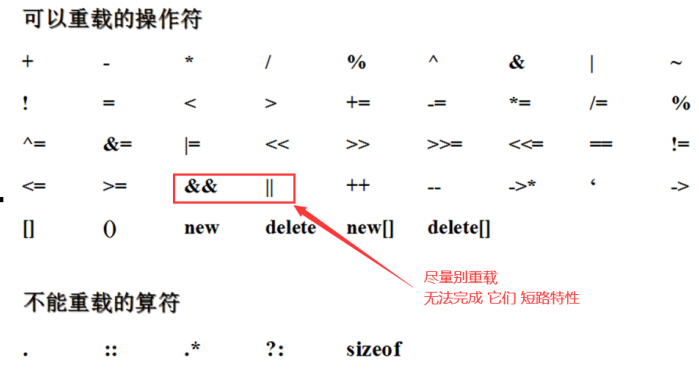 可以重载的操作符
+ - * / % ^ & | ~
! = < > += -= *= /= %
^= &= |= << >> >>= <<= == !=
<= >= && || ++ -- ->* ‘ ->
[] () new delete new[] delete[]
尽量别重载
无法完成 它们 短路特性
不能重载的算符
. :: .* ?: sizeof